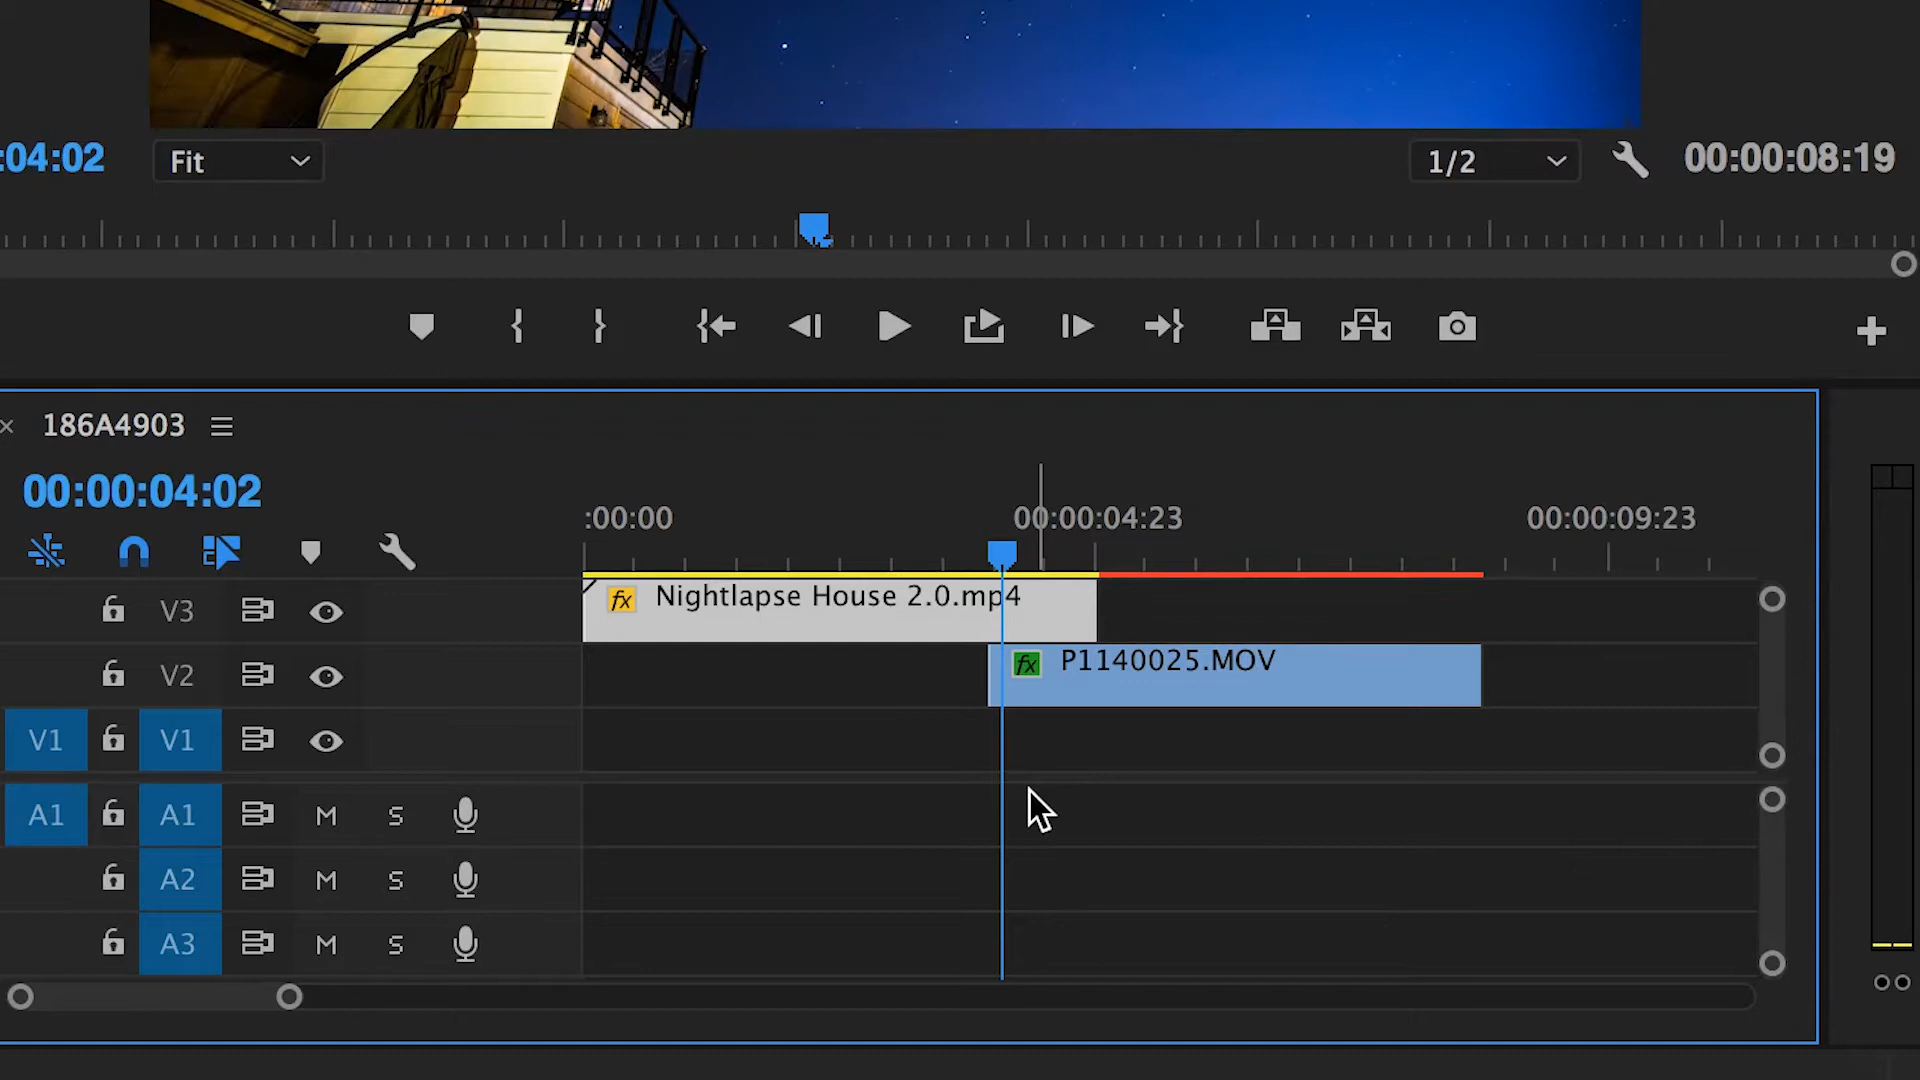 :04:02 Fit 1/2 00:00:08:19
186A4903
00:00:04:02
:00:00 00:00:04:23 00:00:09:23
V3 fx Nightlapse House 2.0.mp4
V2 fx P1140025.MOV
V1 V1
A1 A1 M S
A2 M S
A3 M S